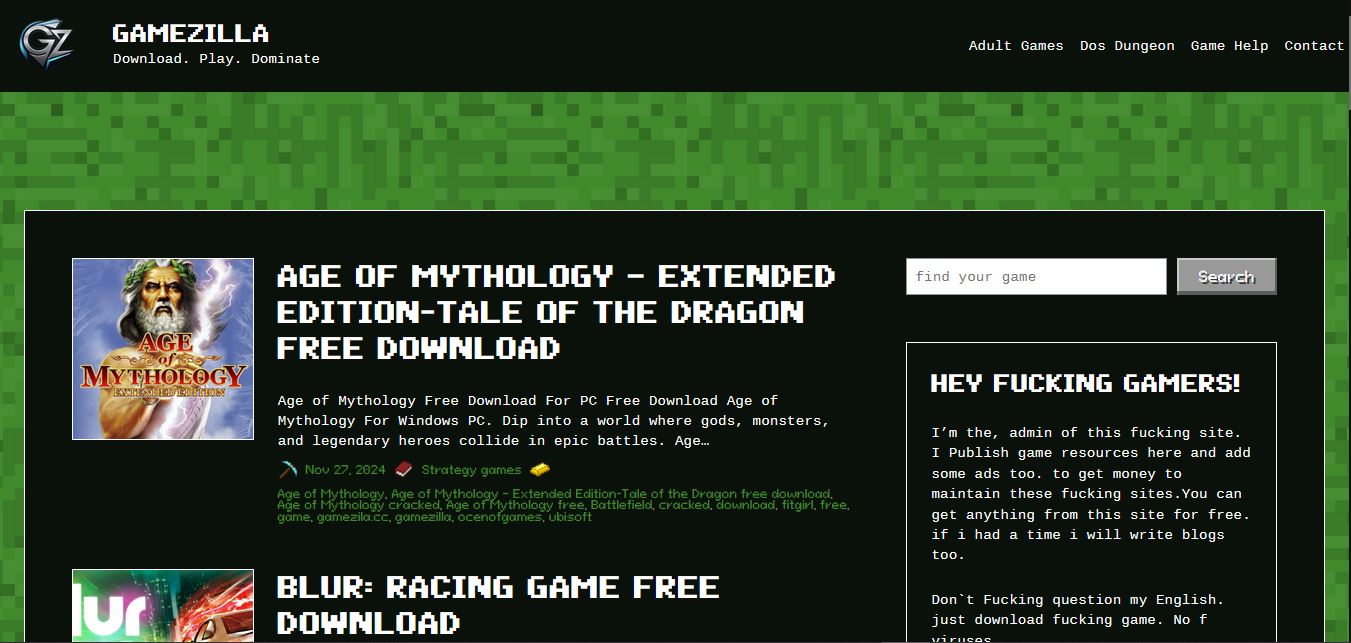 GZ
GAMEZILLA
Download. Play. Dominate
Adult Games Dos Dungeon Game Help Contact
AGE
of
MYTHOLOGY
EXTENDED EDITION
AGE OF MYTHOLOGY – EXTENDED
EDITION-TALE OF THE DRAGON
FREE DOWNLOAD
Age of Mythology Free Download For PC Free Download Age of
Mythology For Windows PC. Dip into a world where gods, monsters,
and legendary heroes collide in epic battles. Age…
Nov 27, 2024 Strategy games
Age of Mythology, Age of Mythology - Extended Edition-Tale of the Dragon free download,
Age of Mythology cracked, Age of Mythology free, Battlefield, cracked, download, fitgirl, free,
game, gamezila.cc, gamezilla, ocenofgames, ubisoft
lur
BLUR: RACING GAME FREE
DOWNLOAD
find your game
Search
HEY FUCKING GAMERS!
I’m the, admin of this fucking site.
I Publish game resources here and add
some ads too. to get money to
maintain these fucking sites.You can
get anything from this site for free.
if i had a time i will write blogs
too.
Don`t Fucking question my English.
just download fucking game. No f
viruses